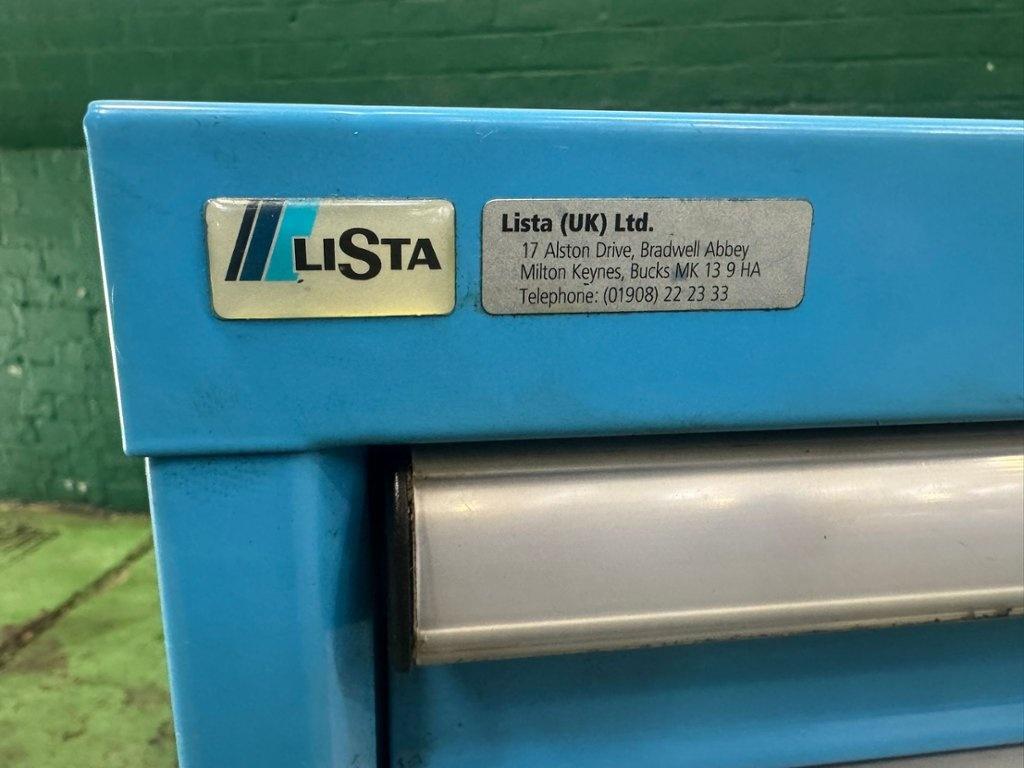 LISTA
Lista (UK) Ltd.
17 Alston Drive, Bradwell Abbey
Milton Keynes, Bucks MK 13 9 HA
Telephone: (01908) 22 23 33